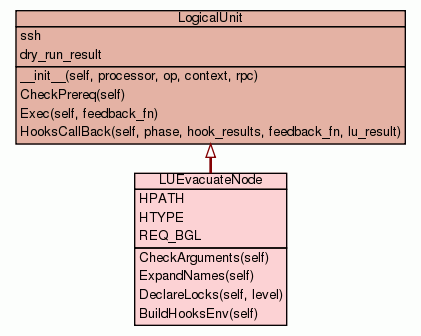 LogicalUnit
ssh
dry_run_result
__init__(self, processor, op, context, rpc)
CheckPrereq(self)
Exec(self, feedback_fn)
HooksCallBack(self, phase, hook_results, feedback_fn, lu_result)
LUEvacuateNode
HPATH
HTYPE
REQ_BGL
CheckArguments(self)
ExpandNames(self)
DeclareLocks(self, level)
BuildHooksEnv(self)